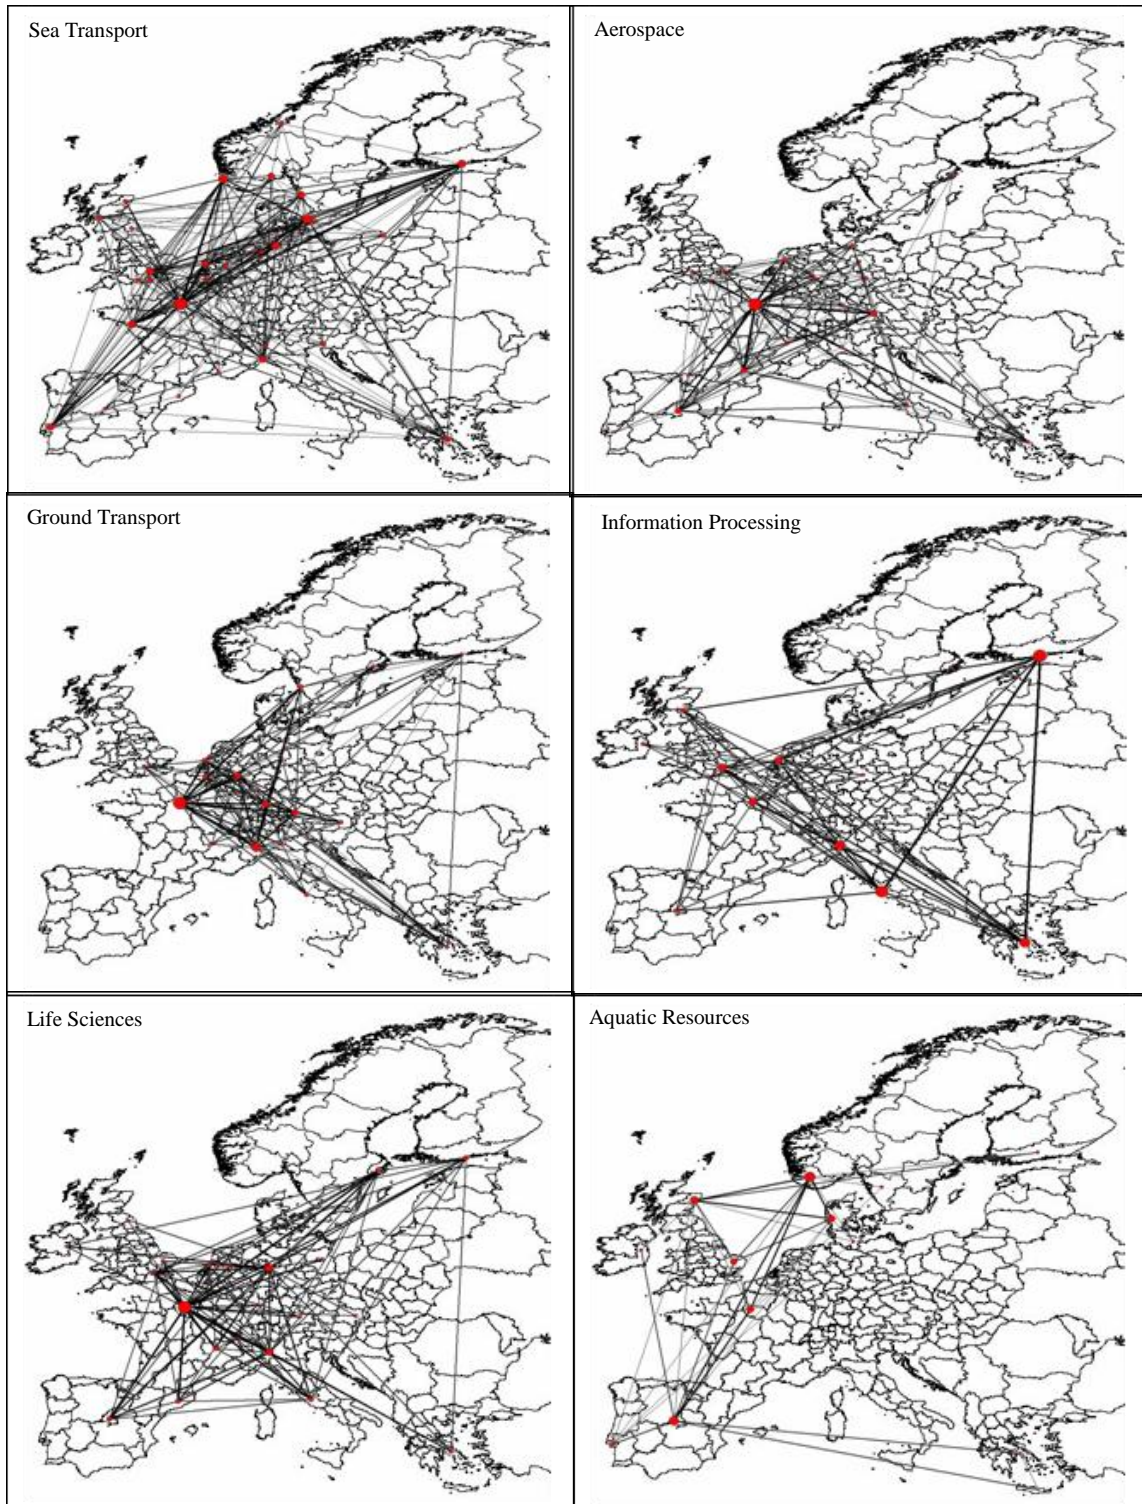 Sea Transport
Aerospace
Ground Transport
Information Processing
Life Sciences
Aquatic Resources